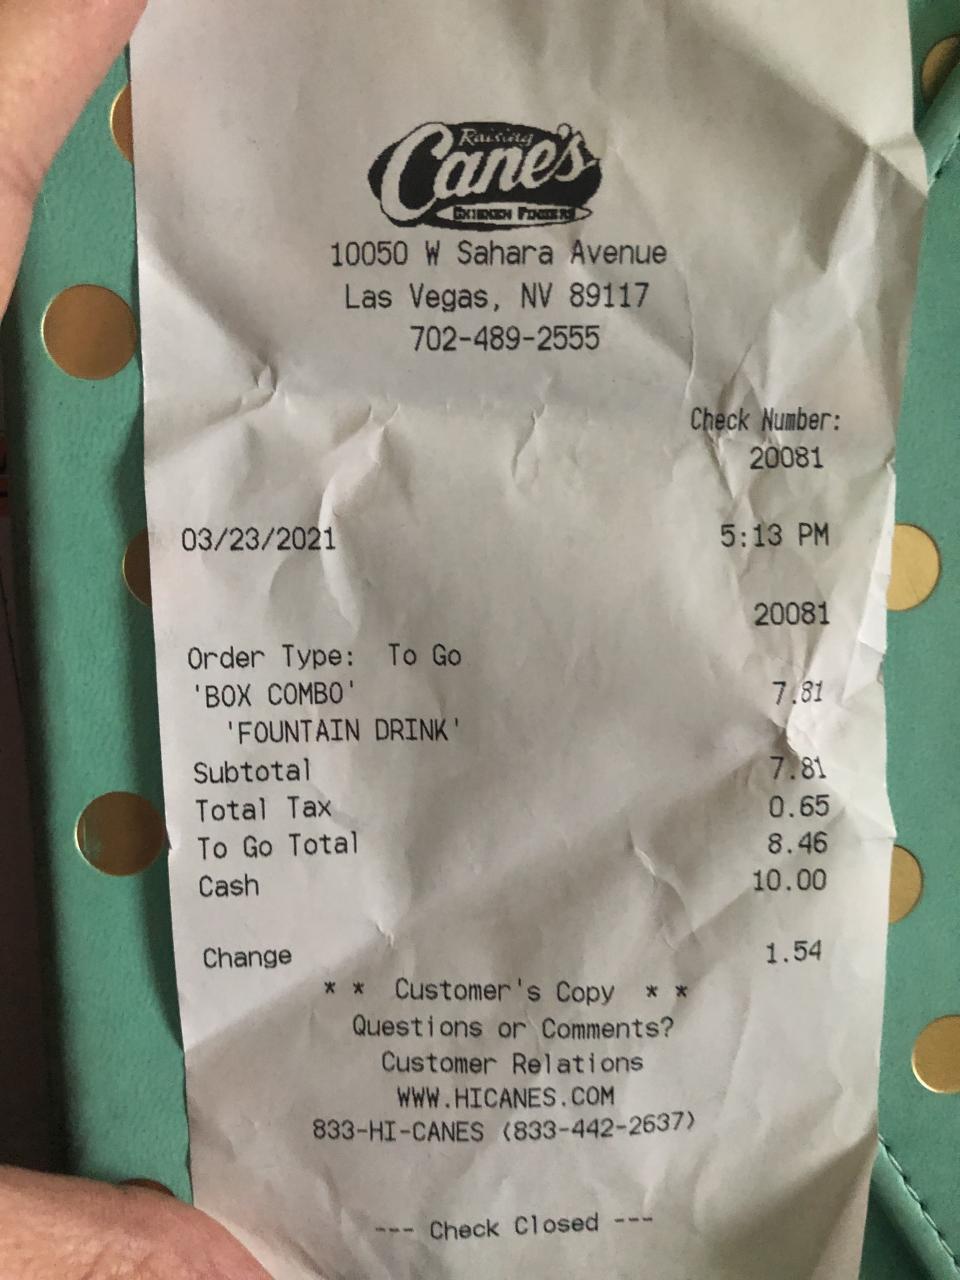 Raising
Cane's
CHICKEN FINGERS
10050 W Sahara Avenue
Las Vegas, NV 89117
702-489-2555
Check Number:
20081
03/23/2021 5:13 PM
20081
Order Type: To Go
'BOX COMBO' 7.81
'FOUNTAIN DRINK'
Subtotal 7.81
Total Tax 0.65
To Go Total 8.46
Cash 10.00
Change 1.54
* * Customer's Copy * *
Questions or Comments?
Customer Relations
WWW.HICANES.COM
833-HI-CANES (833-442-2637)
--- Check Closed ---